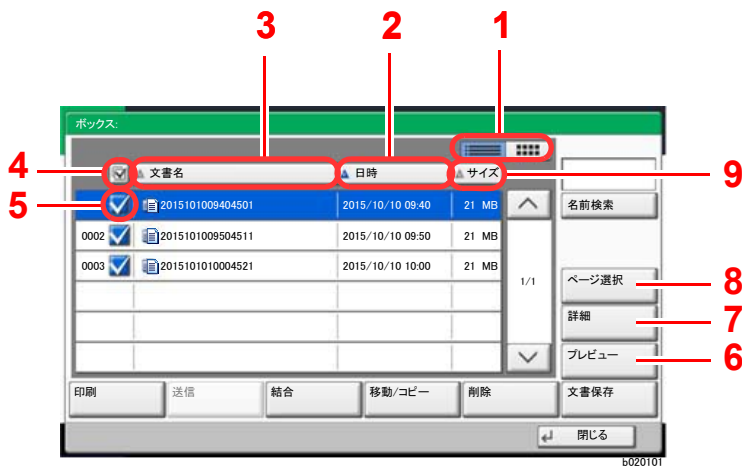 3 2 1
ボックス:
4 文書名 日時 サイズ 9
5 2015101009404501 2015/10/10 09:40 21 MB 名前検索
0002 2015101009504511 2015/10/10 09:50 21 MB
0003 2015101010004521 2015/10/10 10:00 21 MB
1/1
ページ選択 8
詳細 7
プレビュー 6
印刷 送信 結合 移動/コピー 削除 文書保存
閉じる
b020101